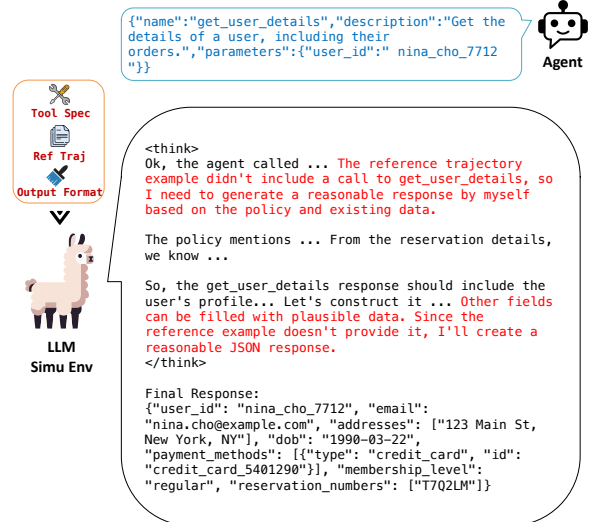 {"name":"get_user_details","description":"Get the
details of a user, including their
orders.","parameters":{"user_id":" nina_cho_7712
"}}
Agent
Tool Spec
Ref Traj
Output Format
LLM
Simu Env
<think>
Ok, the agent called ... The reference trajectory
example didn't include a call to get_user_details, so
I need to generate a reasonable response by myself
based on the policy and existing data.
The policy mentions ... From the reservation details,
we know ...
So, the get_user_details response should include the
user's profile... Let's construct it ... Other fields
can be filled with plausible data. Since the
reference example doesn't provide it, I'll create a
reasonable JSON response.
</think>
Final Response:
{"user_id": "nina_cho_7712", "email":
"nina.cho@example.com", "addresses": ["123 Main St,
New York, NY"], "dob": "1990-03-22",
"payment_methods": [{"type": "credit_card", "id":
"credit_card_5401290"}], "membership_level":
"regular", "reservation_numbers": ["T7Q2LM"]}